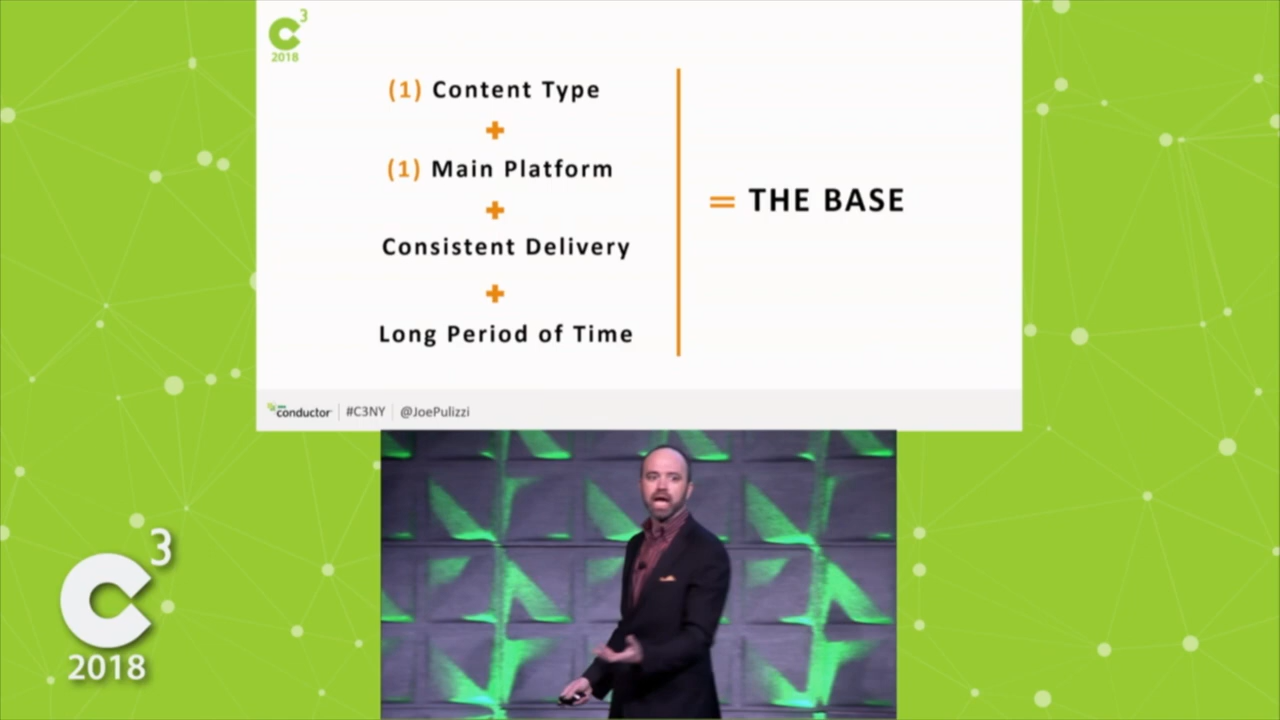 C3
2018
(1) Content Type
+
(1) Main Platform
+
Consistent Delivery
+
Long Period of Time
= THE BASE
conductor
#C3NY
@JoePulizzi
C3
2018